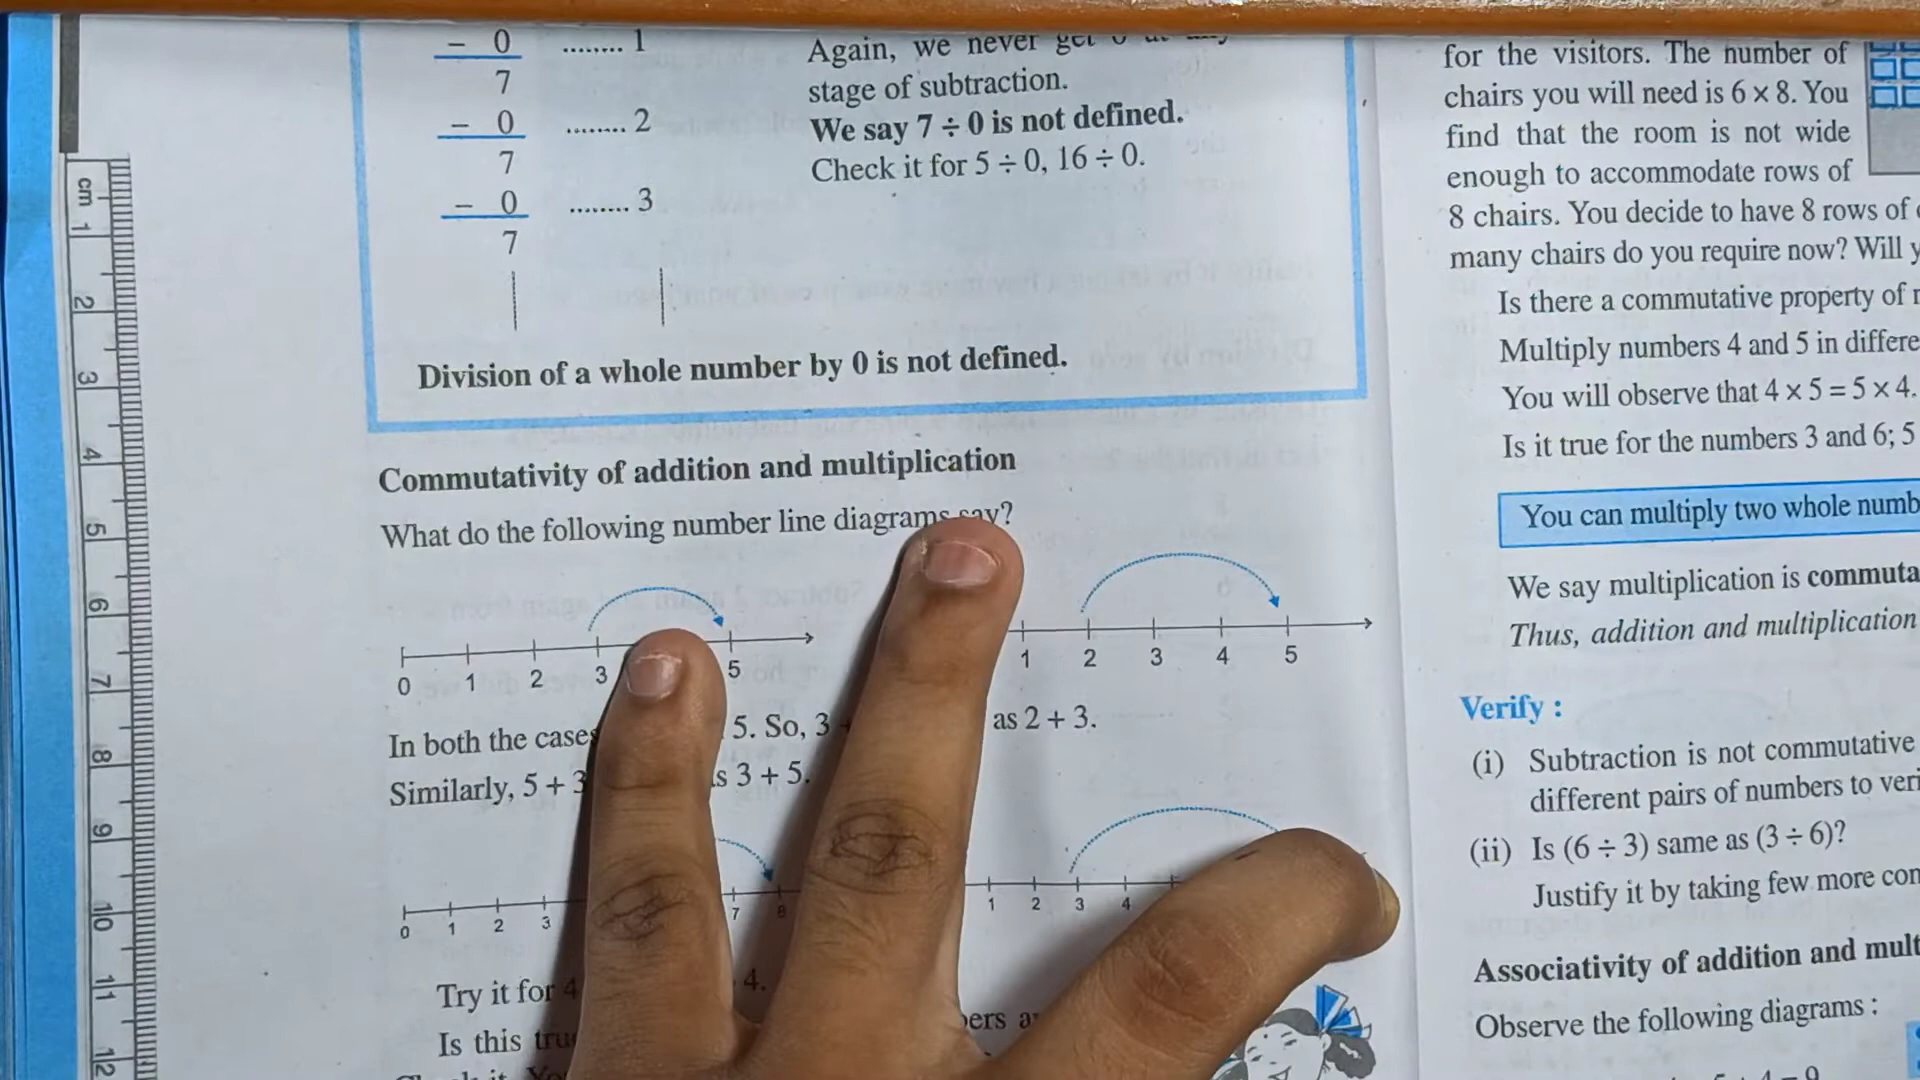 − 0 ........ 1
7
− 0 ........ 2
7
− 0 ........ 3
7
Again, we never get
stage of subtraction.
We say 7 ÷ 0 is not defined.
Check it for 5 ÷ 0, 16 ÷ 0.
Division of a whole number by 0 is not defined.
Commutativity of addition and multiplication
What do the following number line diagrams say?
0 1 2 3 5
1 2 3 4 5
In both the cases 5. So, 3 as 2 + 3.
Similarly, 5 + 3 3 + 5.
0 1 2 3 7 8
1 2 3 4
Try it for 4 4.
Is this
cm 1 2 3 4 5 6 7 8 9 10 11 12
for the visitors. The number of
chairs you will need is 6 × 8. You
find that the room is not wide
enough to accommodate rows of
8 chairs. You decide to have 8 rows of
many chairs do you require now? Will
Is there a commutative property of
Multiply numbers 4 and 5 in
You will observe that 4 × 5 = 5 × 4.
Is it true for the numbers 3 and 6; 5
You can multiply two whole
We say multiplication is
Thus, addition and multiplication
Verify :
(i) Subtraction is not commutative
different pairs of numbers to
(ii) Is (6 ÷ 3) same as (3 ÷ 6)?
Justify it by taking few more
Associativity of addition and
Observe the following diagrams :